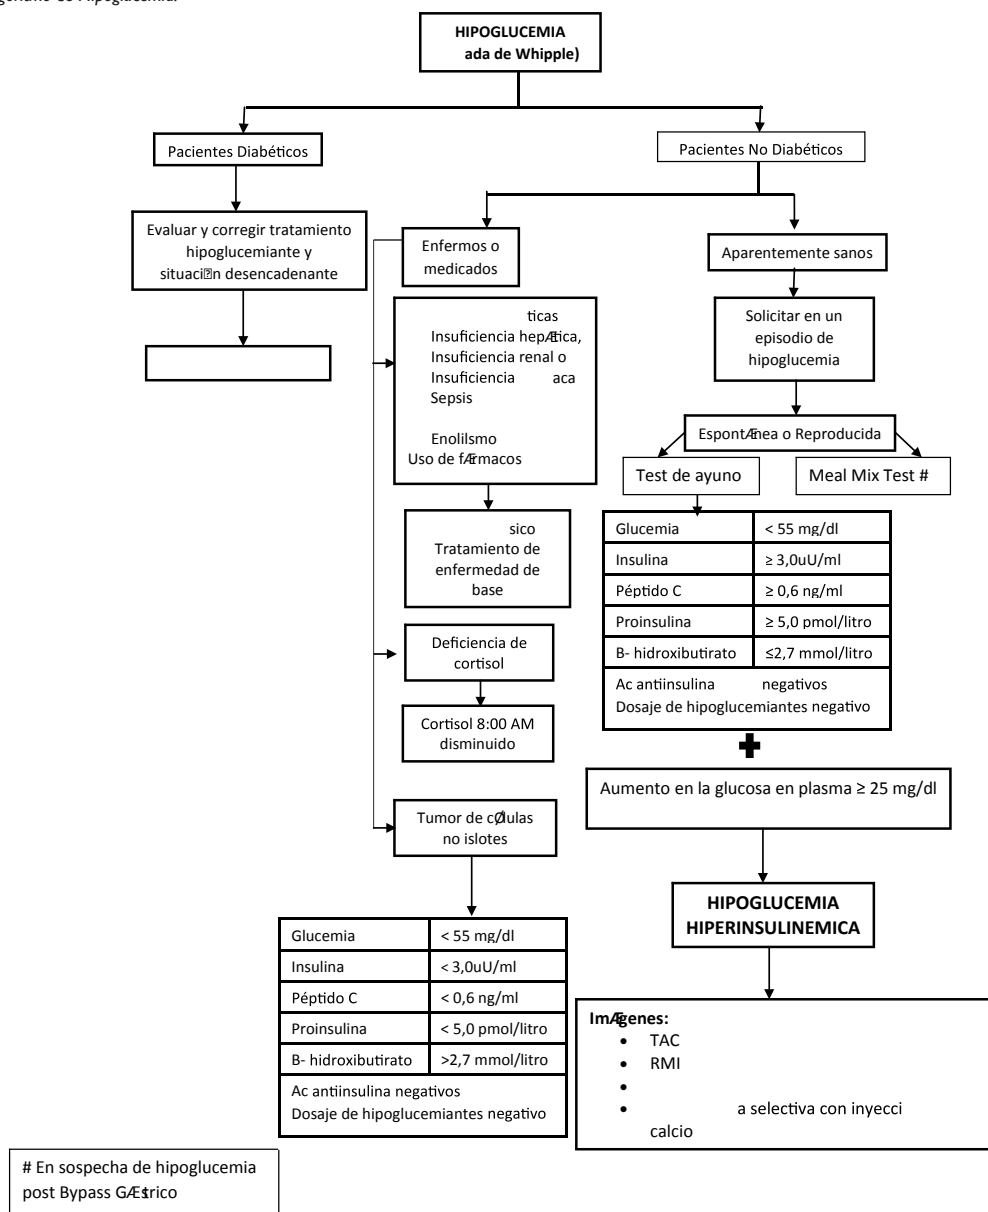 HIPOGLUCEMIA
ada de Whipple)
Pacientes Diabéticos
Pacientes No Diabéticos
Evaluar y corregir tratamiento
hipoglucemiante y
desencadenante
Enfermos o
medicados
Aparentemente sanos
ticas
Insuficiencia
Insuficiencia renal o
Insuficiencia aca
Sepsis
Enolilsmo
Uso de
Solicitar en un
episodio de
hipoglucemia
o Reproducida
Test de ayuno
Meal Mix Test #
sico
Tratamiento de
enfermedad de
base
Glucemia < 55 mg/dl
Insulina ≥ 3,0uU/ml
Péptido C ≥ 0,6 ng/ml
Proinsulina ≥ 5,0 pmol/litro
B- hidroxibutirato ≤2,7 mmol/litro
Ac antiinsulina negativos
Dosaje de hipoglucemiantes negativo
Deficiencia de
cortisol
Cortisol 8:00 AM
disminuido
Aumento en la glucosa en plasma ≥ 25 mg/dl
Tumor de
no islotes
HIPOGLUCEMIA
HIPERINSULINEMICA
Glucemia < 55 mg/dl
Insulina < 3,0uU/ml
Péptido C < 0,6 ng/ml
Proinsulina < 5,0 pmol/litro
B- hidroxibutirato >2,7 mmol/litro
Ac antiinsulina negativos
Dosaje de hipoglucemiantes negativo
• TAC
• RMI
•
• a selectiva con inyecci
calcio
# En sospecha de hipoglucemia
post Bypass